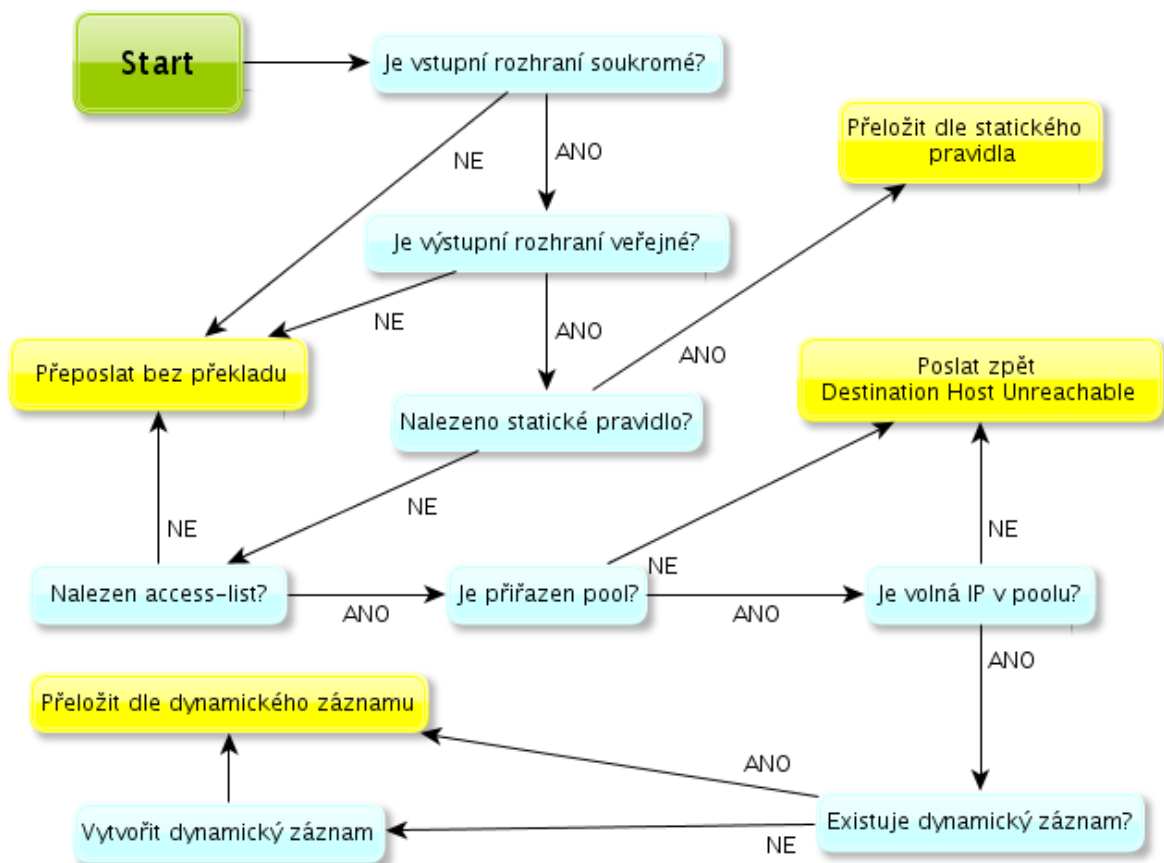 Start
Je vstupní rozhraní soukromé?
NE
ANO
Přeložit dle statického
pravidla
Je výstupní rozhraní veřejné?
NE
ANO
ANO
Přeposlat bez překladu
Poslat zpět
Destination Host Unreachable
Nalezeno statické pravidlo?
NE
NE
NE
NE
Nalezen access-list?
ANO
Je přiřazen pool?
ANO
Je volná IP v poolu?
ANO
Přeložit dle dynamického záznamu
ANO
Vytvořit dynamický záznam
NE
Existuje dynamický záznam?